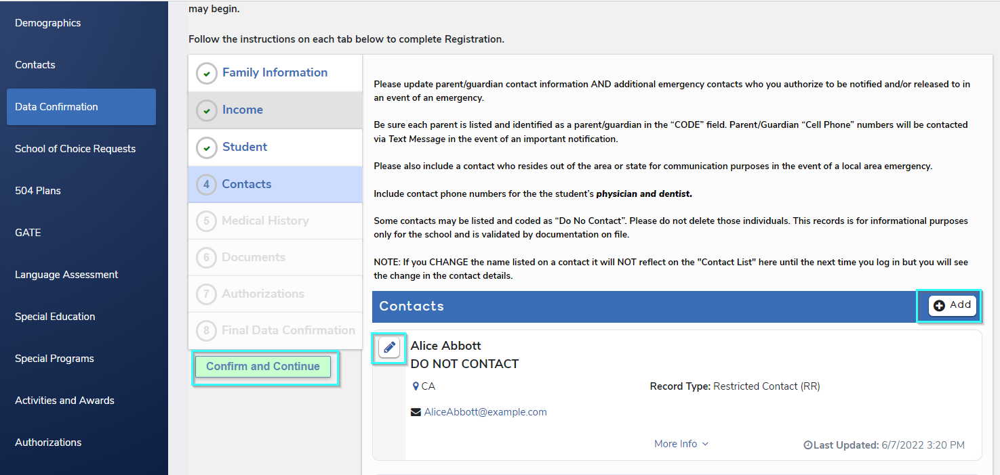 Demographics
Contacts
Data Confirmation
School of Choice Requests
504 Plans
GATE
Language Assessment
Special Education
Special Programs
Activities and Awards
Authorizations
may begin.
Follow the instructions on each tab below to complete Registration.
Family Information
Income
Student
4 Contacts
5 Medical History
6 Documents
7 Authorizations
8 Final Data Confirmation
Confirm and Continue
Please update parent/guardian contact information AND additional emergency contacts who you authorize to be notified and/or released to in
an event of an emergency.
Be sure each parent is listed and identified as a parent/guardian in the “CODE” field. Parent/Guardian “Cell Phone” numbers will be contacted
via Text Message in the event of an important notification.
Please also include a contact who resides out of the area or state for communication purposes in the event of a local area emergency.
Include contact phone numbers for the the student’s physician and dentist.
Some contacts may be listed and coded as “Do No Contact”. Please do not delete those individuals. This records is for informational purposes
only for the school and is validated by documentation on file.
NOTE: If you CHANGE the name listed on a contact it will NOT reflect on the "Contact List" here until the next time you log in but you will see
the change in the contact details.
Contacts
Add
Alice Abbott
DO NOT CONTACT
CA
Record Type: Restricted Contact (RR)
AliceAbbott@example.com
More Info
Last Updated: 6/7/2022 3:20 PM